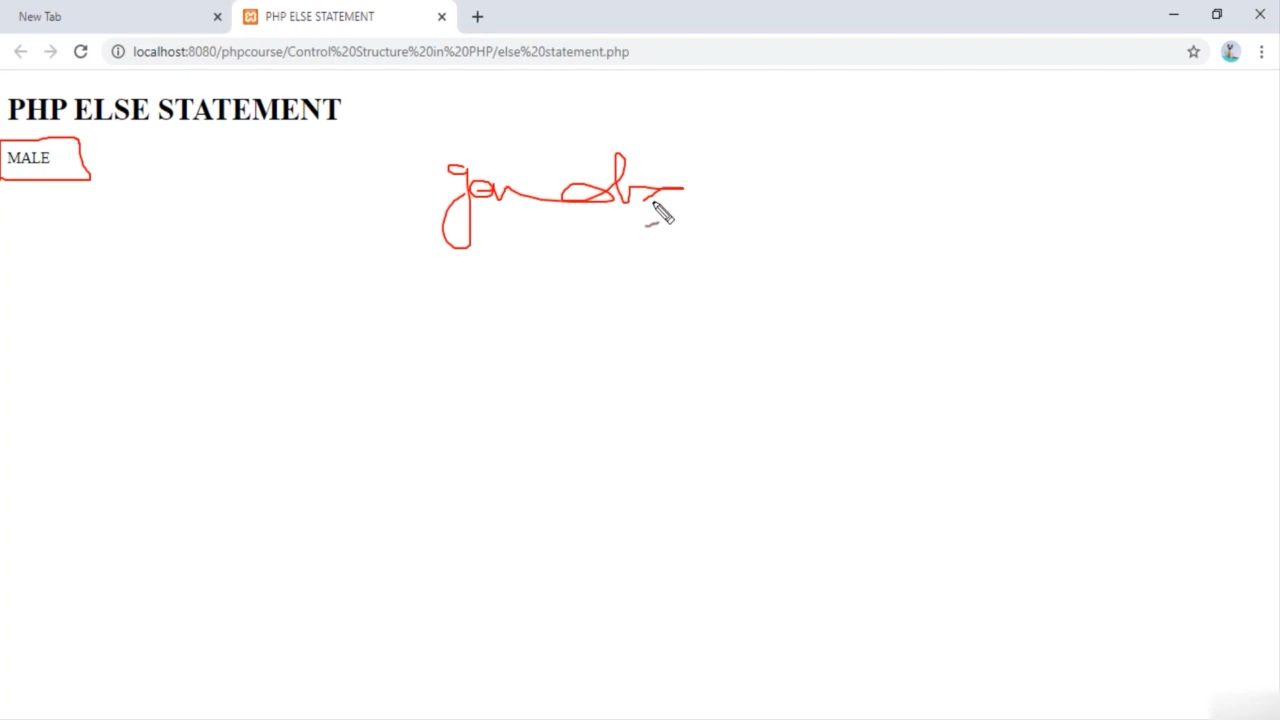 New Tab
PHP ELSE STATEMENT
localhost:8080/phpcourse/Control%20Structure%20in%20PHP/else%20statement.php
PHP ELSE STATEMENT
MALE